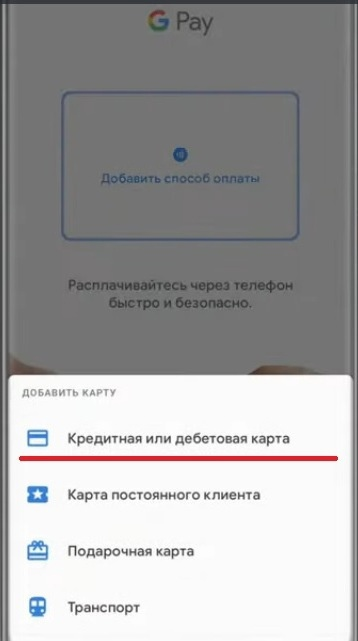 G Pay
Добавить способ оплаты
Расплачивайтесь через телефон
быстро и безопасно.
ДОБАВИТЬ КАРТУ
Кредитная или дебетовая карта
Карта постоянного клиента
Подарочная карта
Транспорт